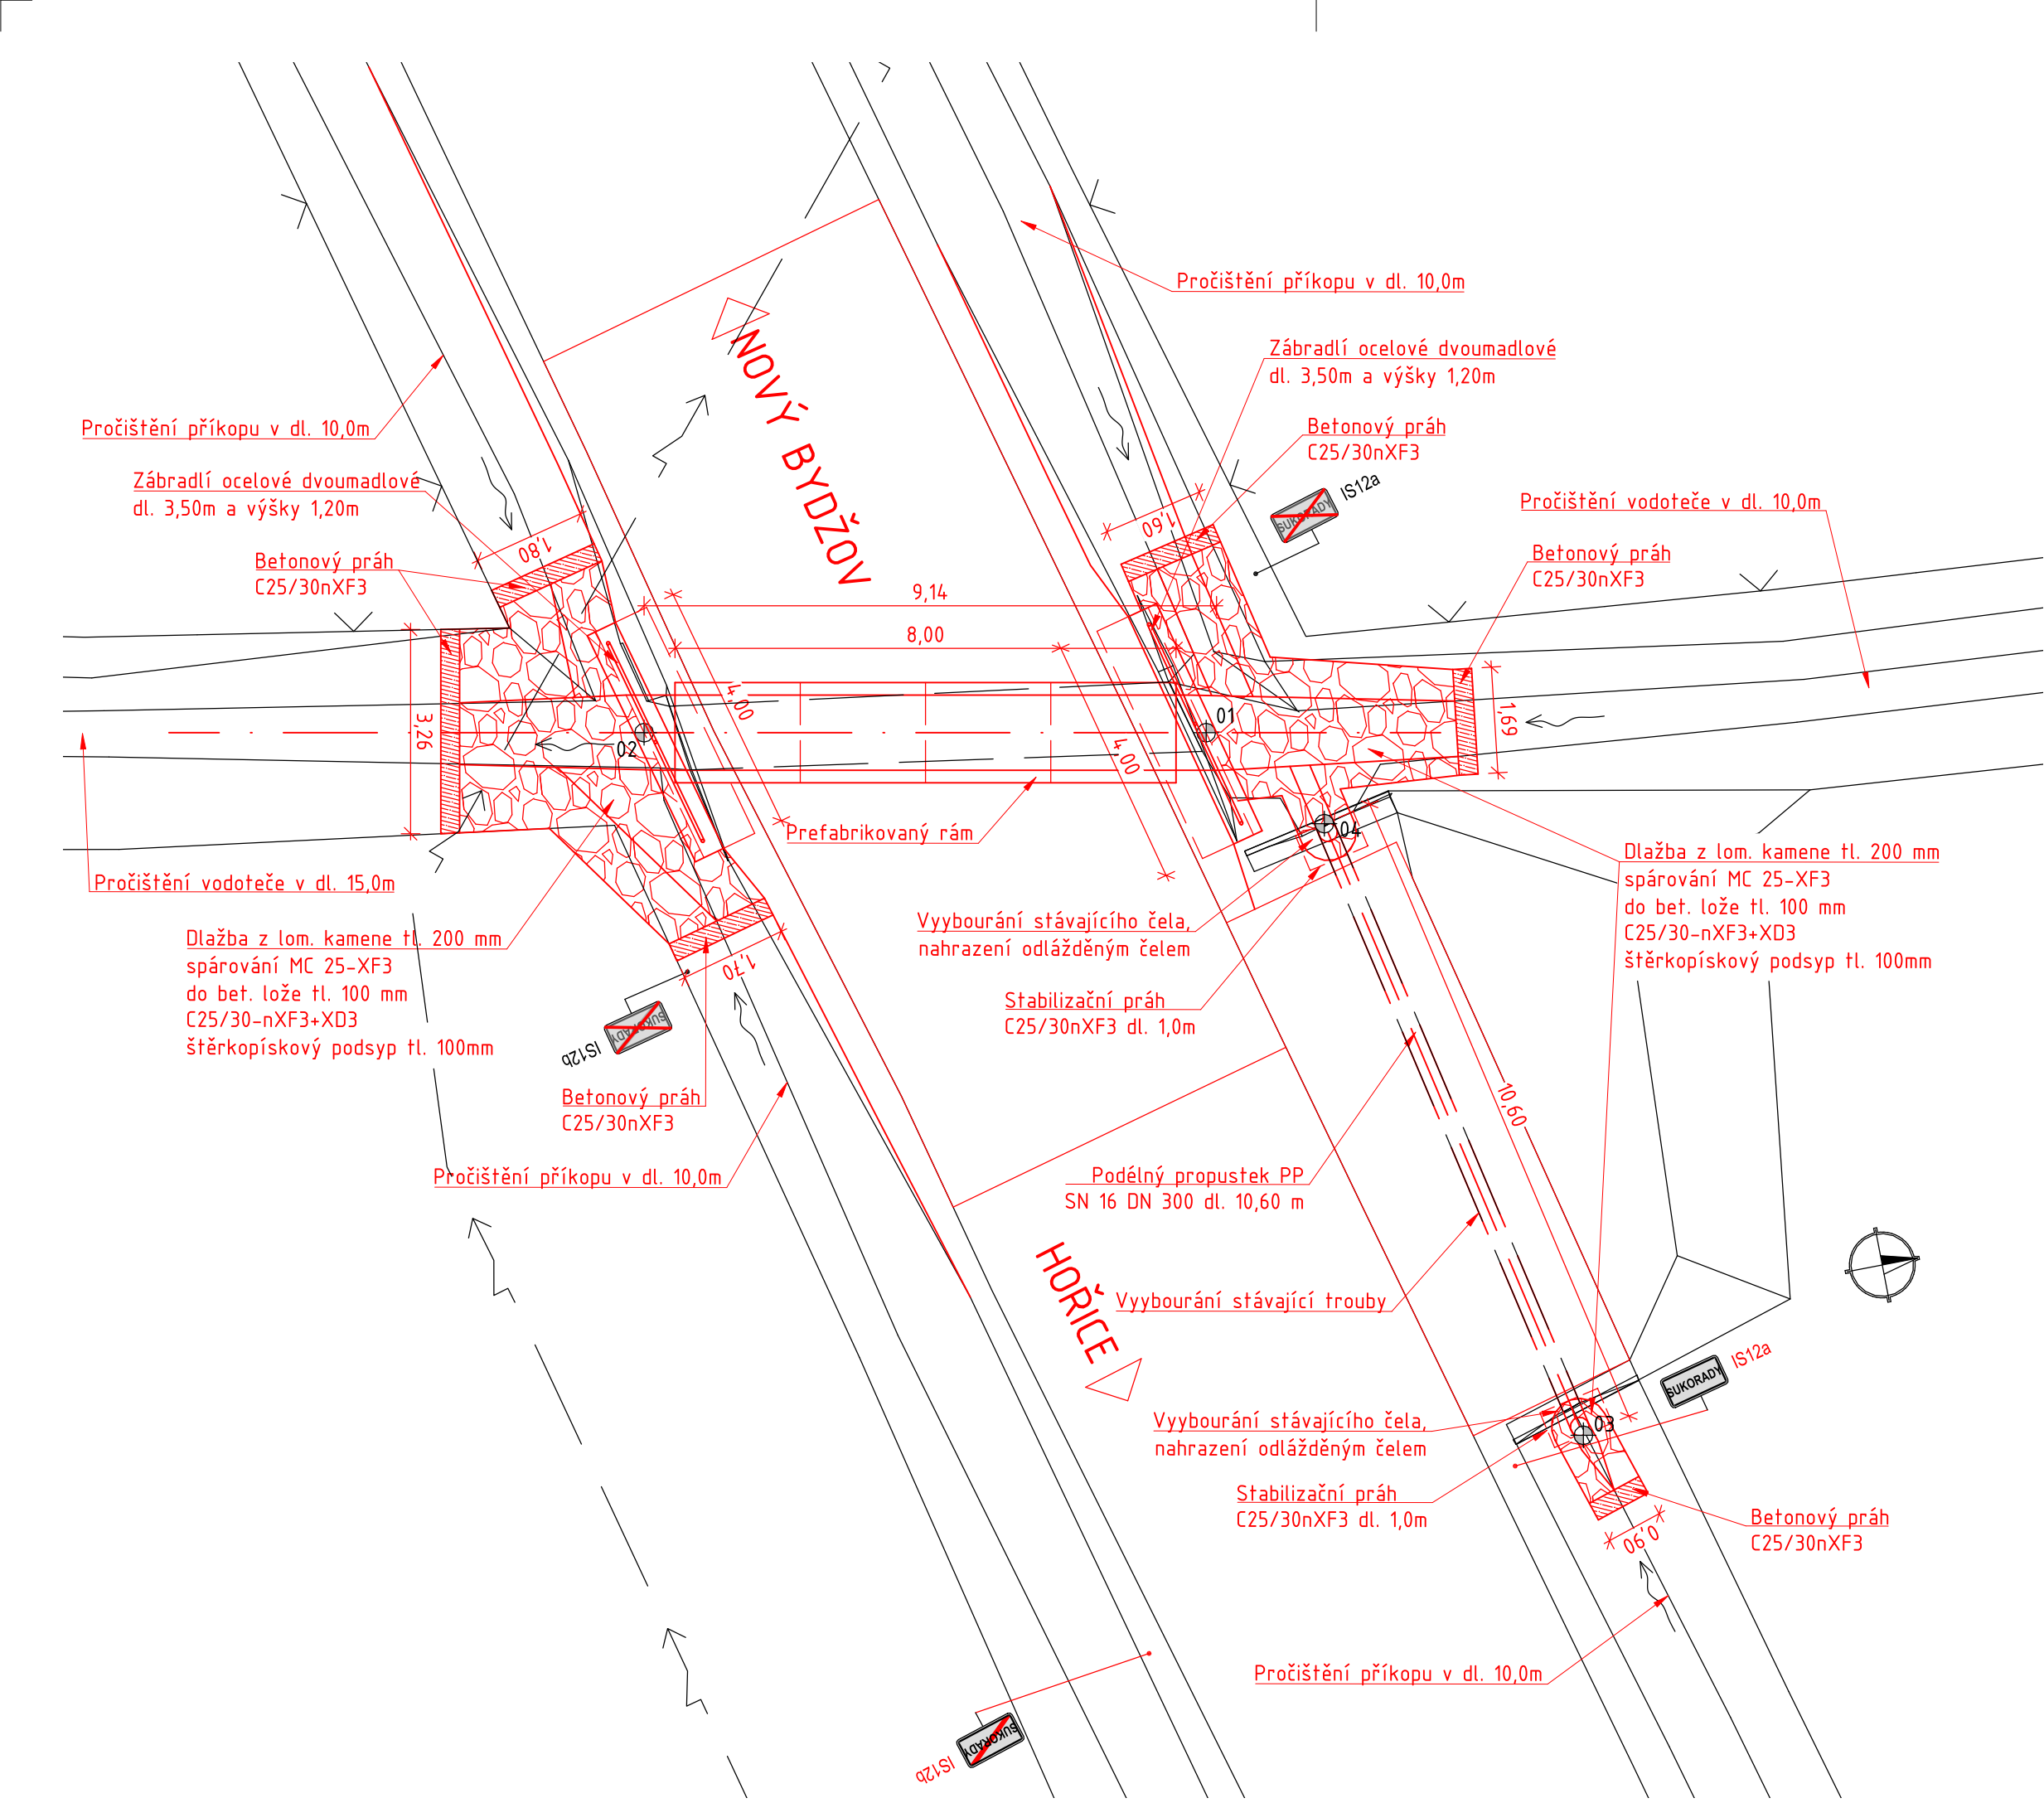 Pročištění příkopu v dl. 10,0m
Zábradlí ocelové dvoumadlové
dl. 3,50m a výšky 1,20m
Betonový práh
C25/30nXF3
IS12a
SUKORADY
Pročištění vodoteče v dl. 10,0m
Betonový práh
C25/30nXF3
NOVÝ BYDŽOV
Pročištění příkopu v dl. 10,0m
Zábradlí ocelové dvoumadlové
dl. 3,50m a výšky 1,20m
Betonový práh
C25/30nXF3
1,80
1,60
9,14
8,00
4,00
4,00
3,26
1,69
01
02
04
Prefabrikovaný rám
Pročištění vodoteče v dl. 15,0m
Dlažba z lom. kamene tl. 200 mm
spárování MC 25-XF3
do bet. lože tl. 100 mm
C25/30-nXF3+XD3
štěrkopískový podsyp tl. 100mm
Dlažba z lom. kamene tl. 200 mm
spárování MC 25-XF3
do bet. lože tl. 100 mm
C25/30-nXF3+XD3
štěrkopískový podsyp tl. 100mm
Vyybourání stávajícího čela,
nahrazení odlážděným čelem
Stabilizační práh
C25/30nXF3 dl. 1,0m
1,70
SUKORADY
IS12b
Betonový práh
C25/30nXF3
Pročištění příkopu v dl. 10,0m
10,60
Podélný propustek PP
SN 16 DN 300 dl. 10,60 m
HOŘICE
Vyybourání stávající trouby
IS12a
SUKORADY
Vyybourání stávajícího čela,
nahrazení odlážděným čelem
03
Stabilizační práh
C25/30nXF3 dl. 1,0m
Betonový práh
C25/30nXF3
0,90
Pročištění příkopu v dl. 10,0m
SUKORADY
IS12b